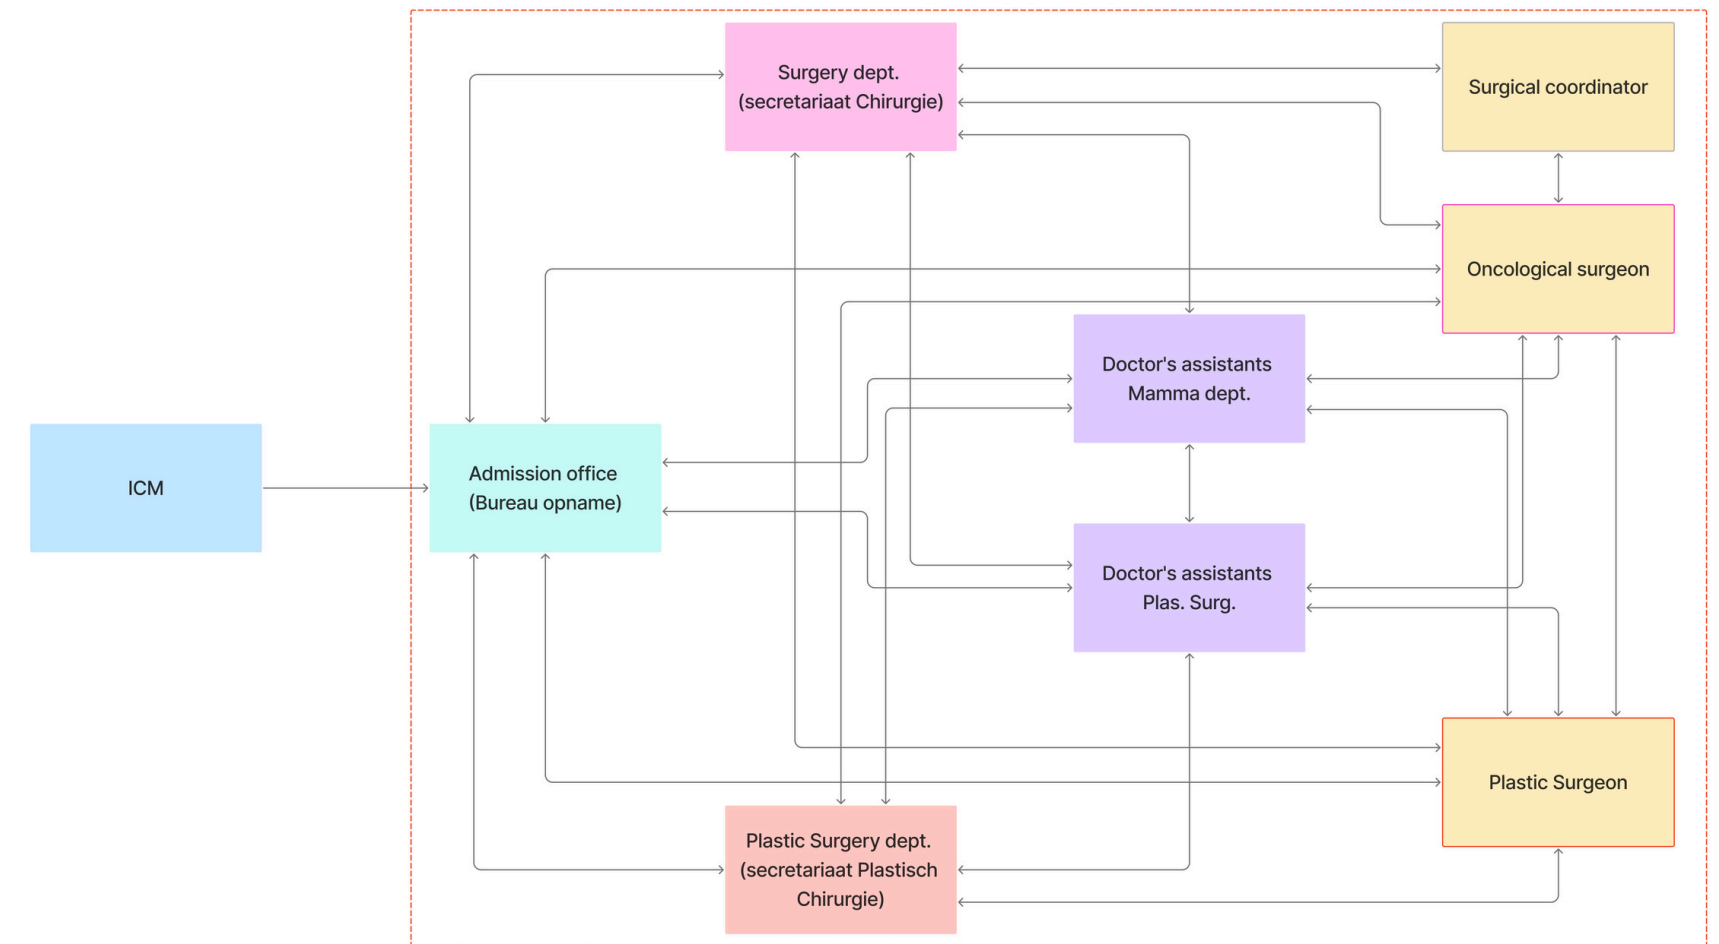 Surgery dept.
(secretariaat Chirurgie)
Surgical coordinator
Oncological surgeon
Doctor's assistants
Mamma dept.
ICM
Admission office
(Bureau opname)
Doctor's assistants
Plas. Surg.
Plastic Surgeon
Plastic Surgery dept.
(secretariaat Plastisch
Chirurgie)